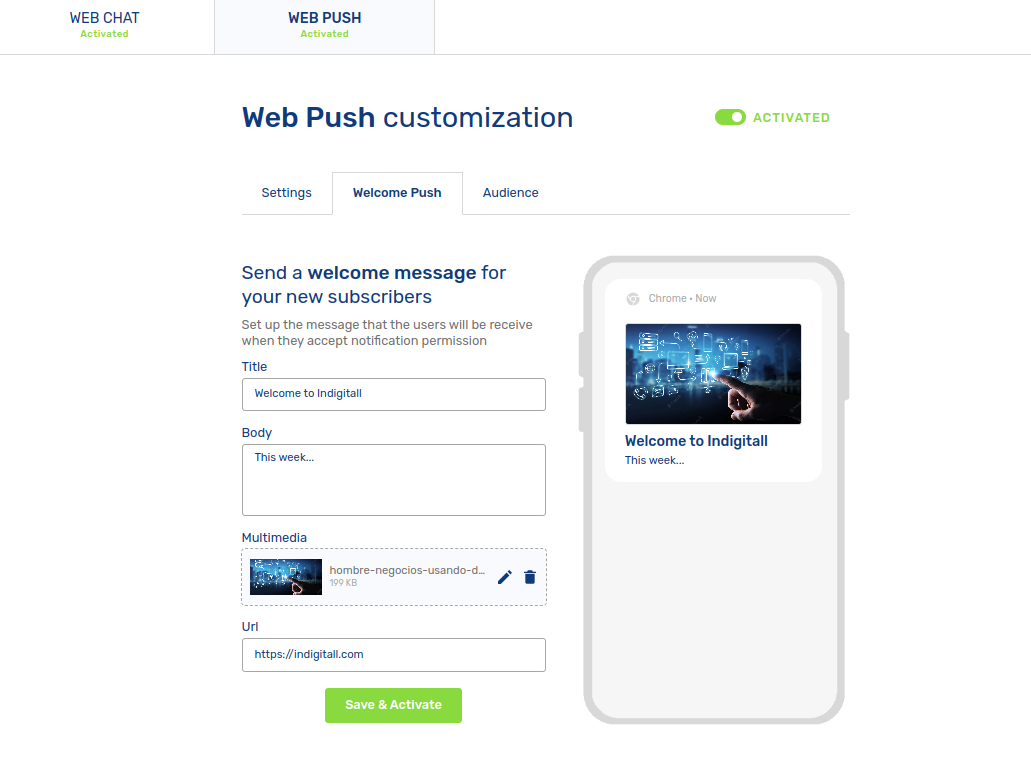 WEB CHAT
Activated
WEB PUSH
Activated
Web Push customization
ACTIVATED
Settings
Welcome Push
Audience
Send a welcome message for
your new subscribers
Set up the message that the users will be receive
when they accept notification permission
Title
Welcome to Indigitall
Body
This week...
Multimedia
hombre-negocios-usando-d...
199 KB
Url
https://indigitall.com
Save & Activate
Chrome • Now
Welcome to Indigitall
This week...